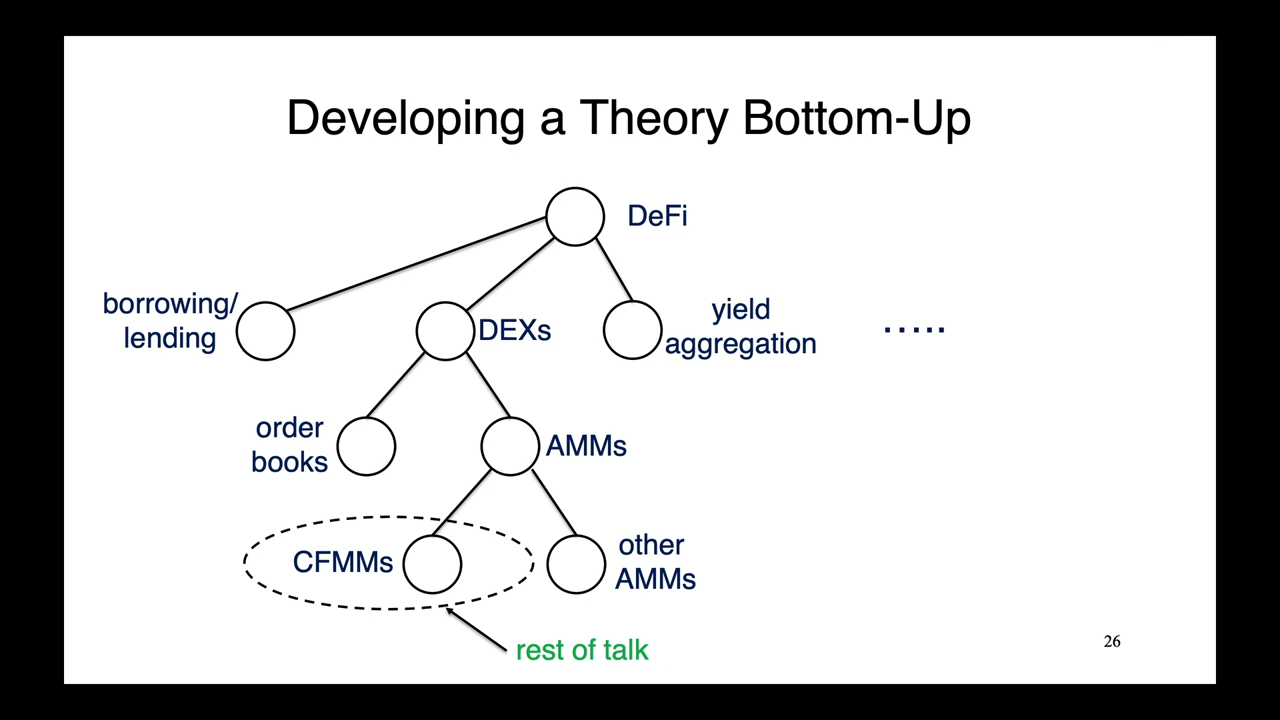 Developing a Theory Bottom-Up
DeFi
borrowing/
lending
DEXs
yield
aggregation
.....
order
books
AMMs
CFMMs
other
AMMs
rest of talk
26